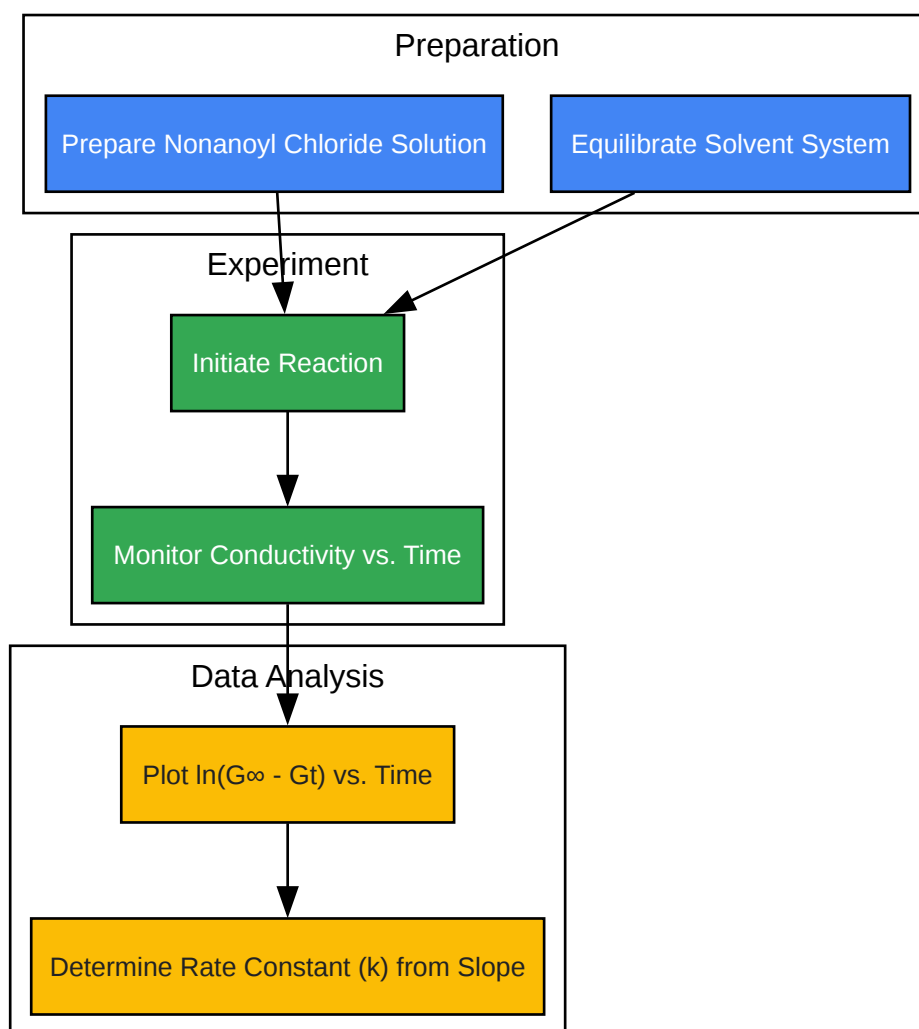 Preparation
Prepare Nonanoyl Chloride Solution
Equilibrate Solvent System
Experiment
Initiate Reaction
Monitor Conductivity vs. Time
Data Analysis
Plot ln(G∞ - Gt) vs. Time
Determine Rate Constant (k) from Slope